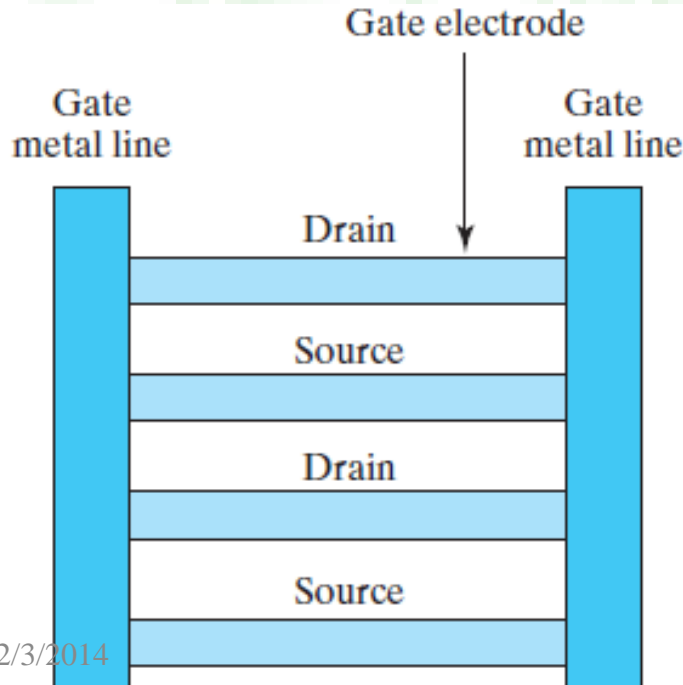 Gate electrode
Gate
metal line
Gate
metal line
Drain
Source
Drain
Source
2/3/2014